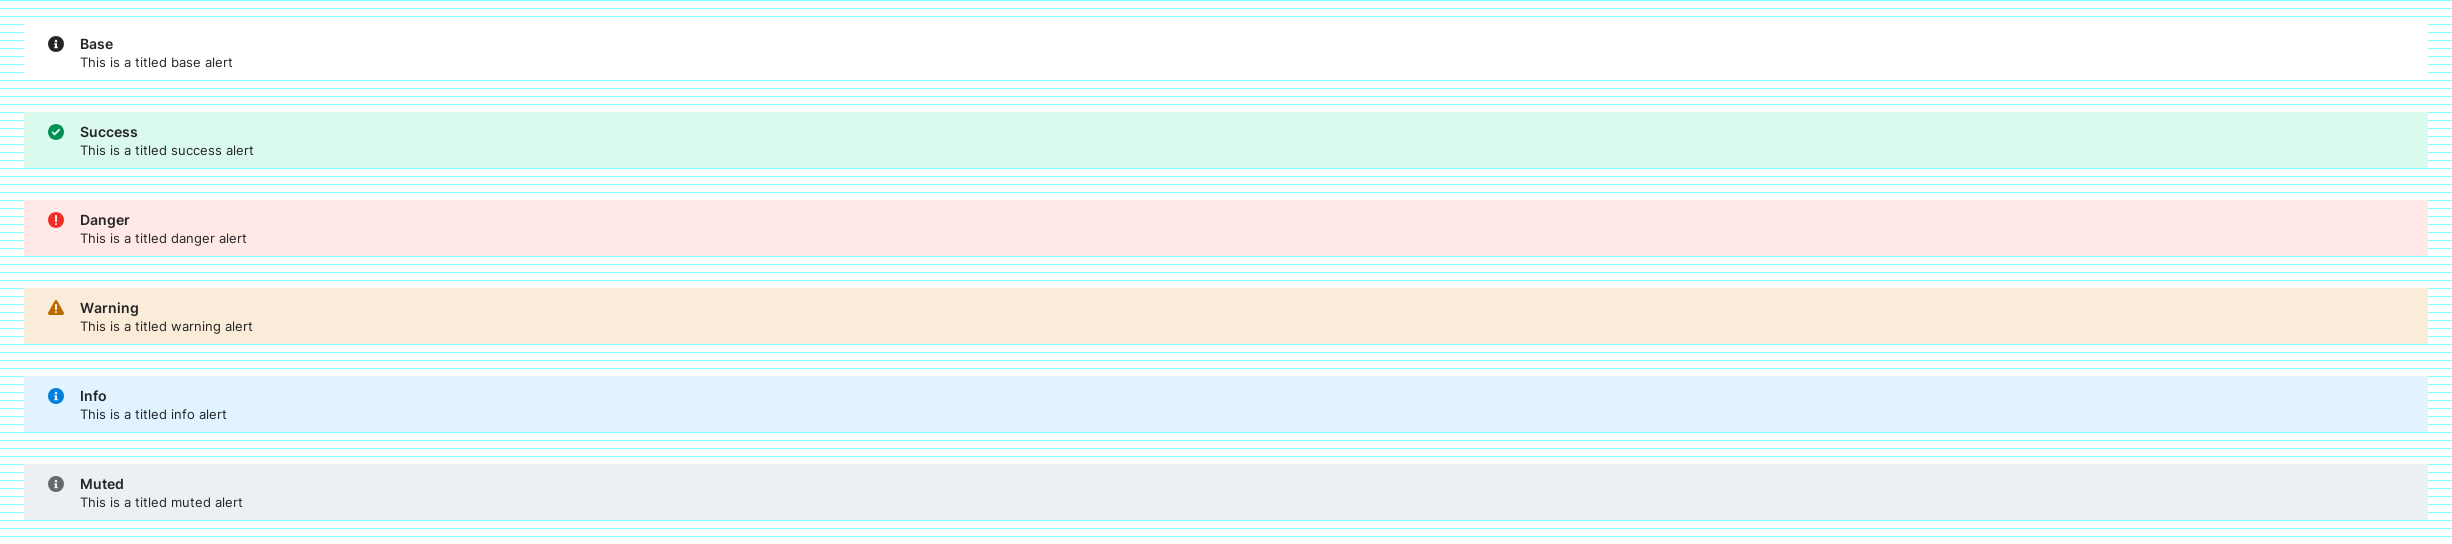 Base
This is a titled base alert
Success
This is a titled success alert
Danger
This is a titled danger alert
Warning
This is a titled warning alert
Info
This is a titled info alert
Muted
This is a titled muted alert